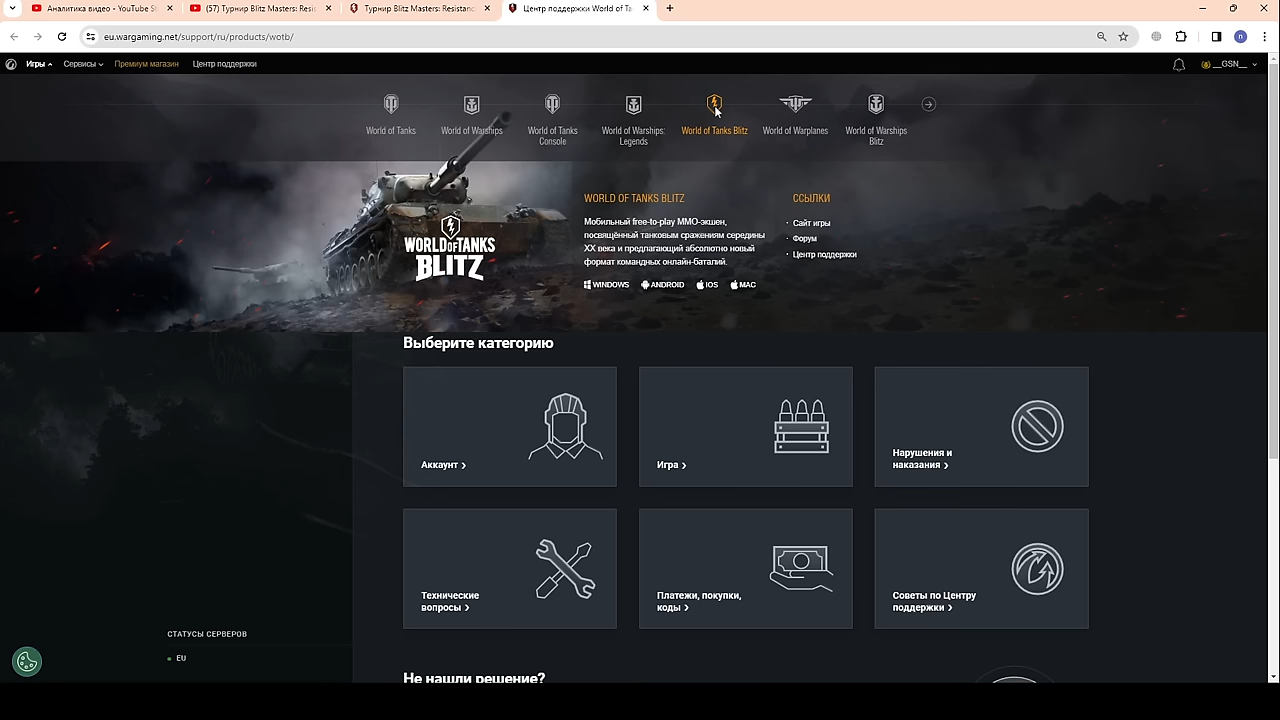 Аналитика видео - YouTube St
(57) Турнир Blitz Masters: Resis
Турнир Blitz Masters: Resistanc
Центр поддержки World of Ta
eu.wargaming.net/support/ru/products/wotb/
n
Игры
Сервисы
Премиум магазин
Центр поддержки
__GSN__
World of Tanks
World of Warships
World of Tanks
Console
World of Warships:
Legends
World of Tanks Blitz
World of Warplanes
World of Warships
Blitz
WORLD OF TANKS
BLITZ
WORLD OF TANKS BLITZ
Мобильный free-to-play MMO-экшен,
посвящённый танковым сражениям середины
XX века и предлагающий абсолютно новый
формат командных онлайн-баталий.
WINDOWS
ANDROID
IOS
MAC
ССЫЛКИ
Сайт игры
Форум
Центр поддержки
Выберите категорию
Аккаунт
Игра
Нарушения и
наказания
Технические
вопросы
Платежи, покупки,
коды
Советы по Центру
поддержки
СТАТУСЫ СЕРВЕРОВ
EU
Не нашли решение?